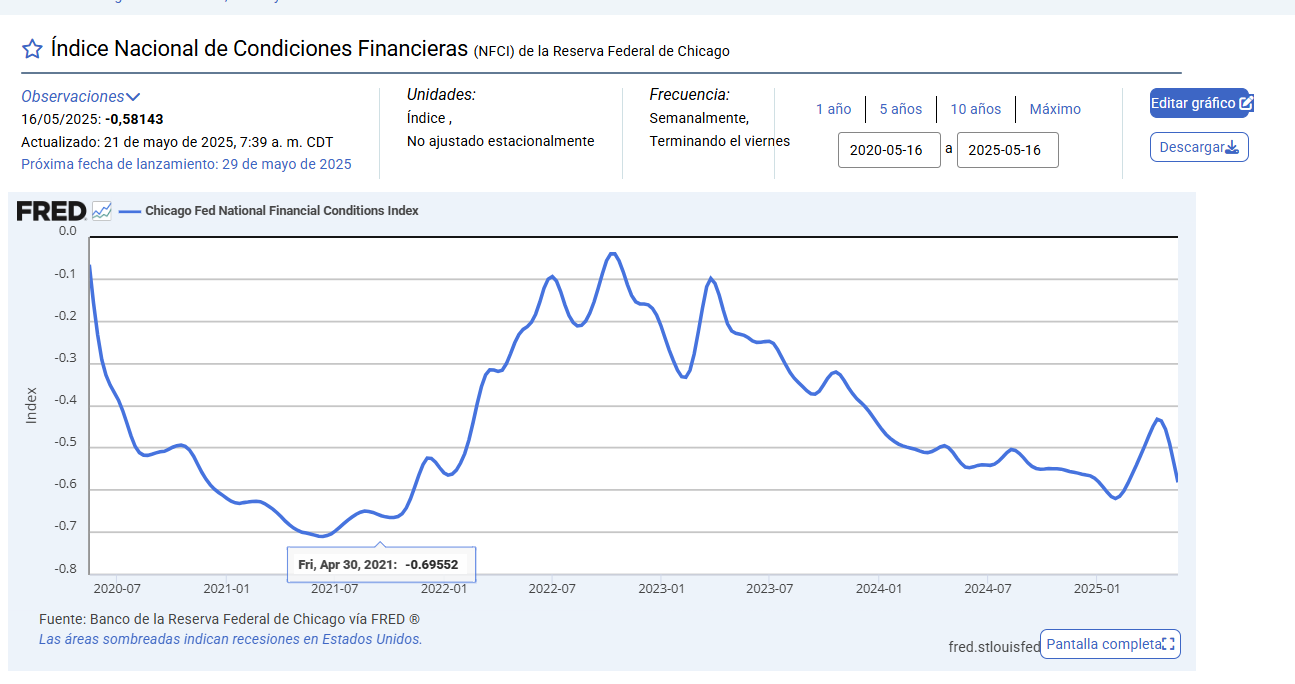 Índice Nacional de Condiciones Financieras (NFCI) de la Reserva Federal de Chicago
Observaciones
16/05/2025: -0,58143
Actualizado: 21 de mayo de 2025, 7:39 a. m. CDT
Próxima fecha de lanzamiento: 29 de mayo de 2025
Unidades:
Índice ,
No ajustado estacionalmente
Frecuencia:
Semanalmente,
Terminando el viernes
1 año
5 años
10 años
Máximo
2020-05-16 a 2025-05-16
Editar gráfico
Descargar
FRED
Chicago Fed National Financial Conditions Index
0.0
-0.1
-0.2
-0.3
-0.4
-0.5
-0.6
-0.7
-0.8
Index
Fri, Apr 30, 2021: -0.69552
2020-07 2021-01 2021-07 2022-01 2022-07 2023-01 2023-07 2024-01 2024-07 2025-01
Fuente: Banco de la Reserva Federal de Chicago vía FRED ®
Las áreas sombreadas indican recesiones en Estados Unidos.
fred.stlouisfed
Pantalla completa